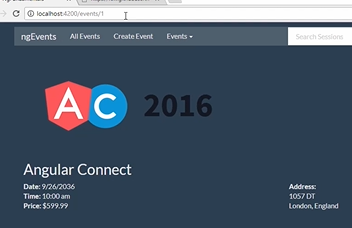 localhost:4200/events/1
ngEvents All Events Create Event Events Search Sessions
AC 2016
Angular Connect
Date: 9/26/2036
Time: 10:00 am
Price: $599.99
Address:
1057 DT
London, England